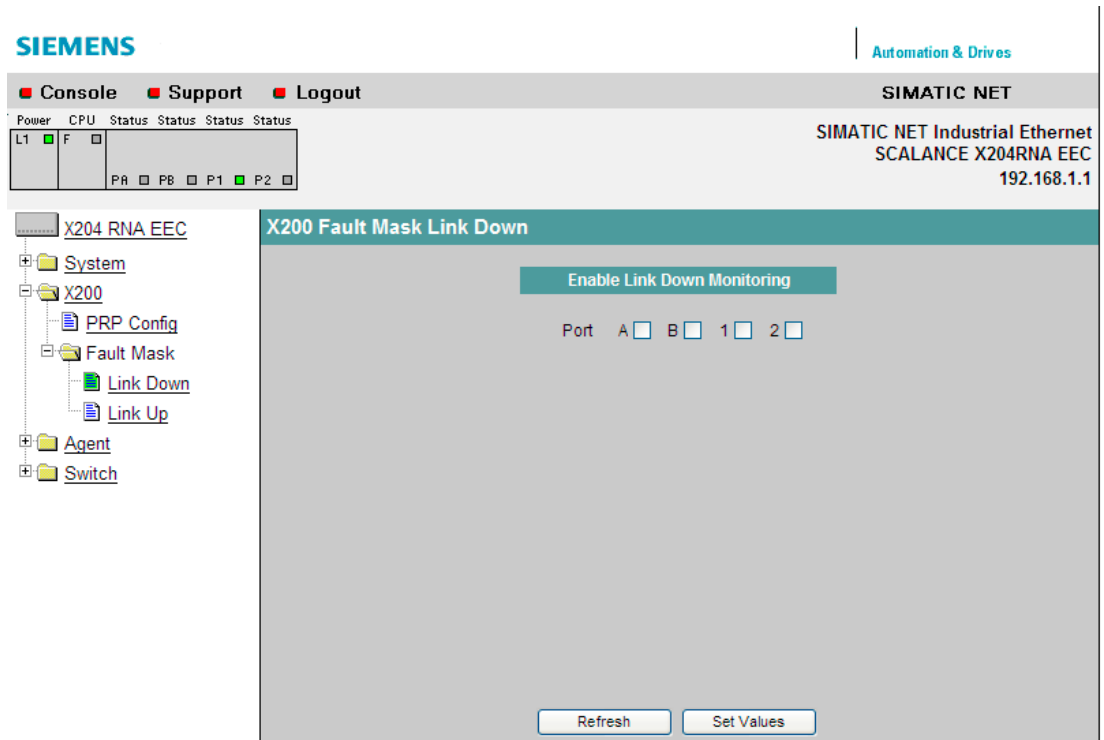 SIEMENS
Automation & Drives
Console Support Logout
SIMATIC NET
Power CPU Status Status Status Status
L1 F
PA PB P1 P2
SIMATIC NET Industrial Ethernet
SCALANCE X204RNA EEC
192.168.1.1
X204 RNA EEC
System
X200
PRP Config
Fault Mask
Link Down
Link Up
Agent
Switch
X200 Fault Mask Link Down
Enable Link Down Monitoring
Port A B 1 2
Refresh Set Values